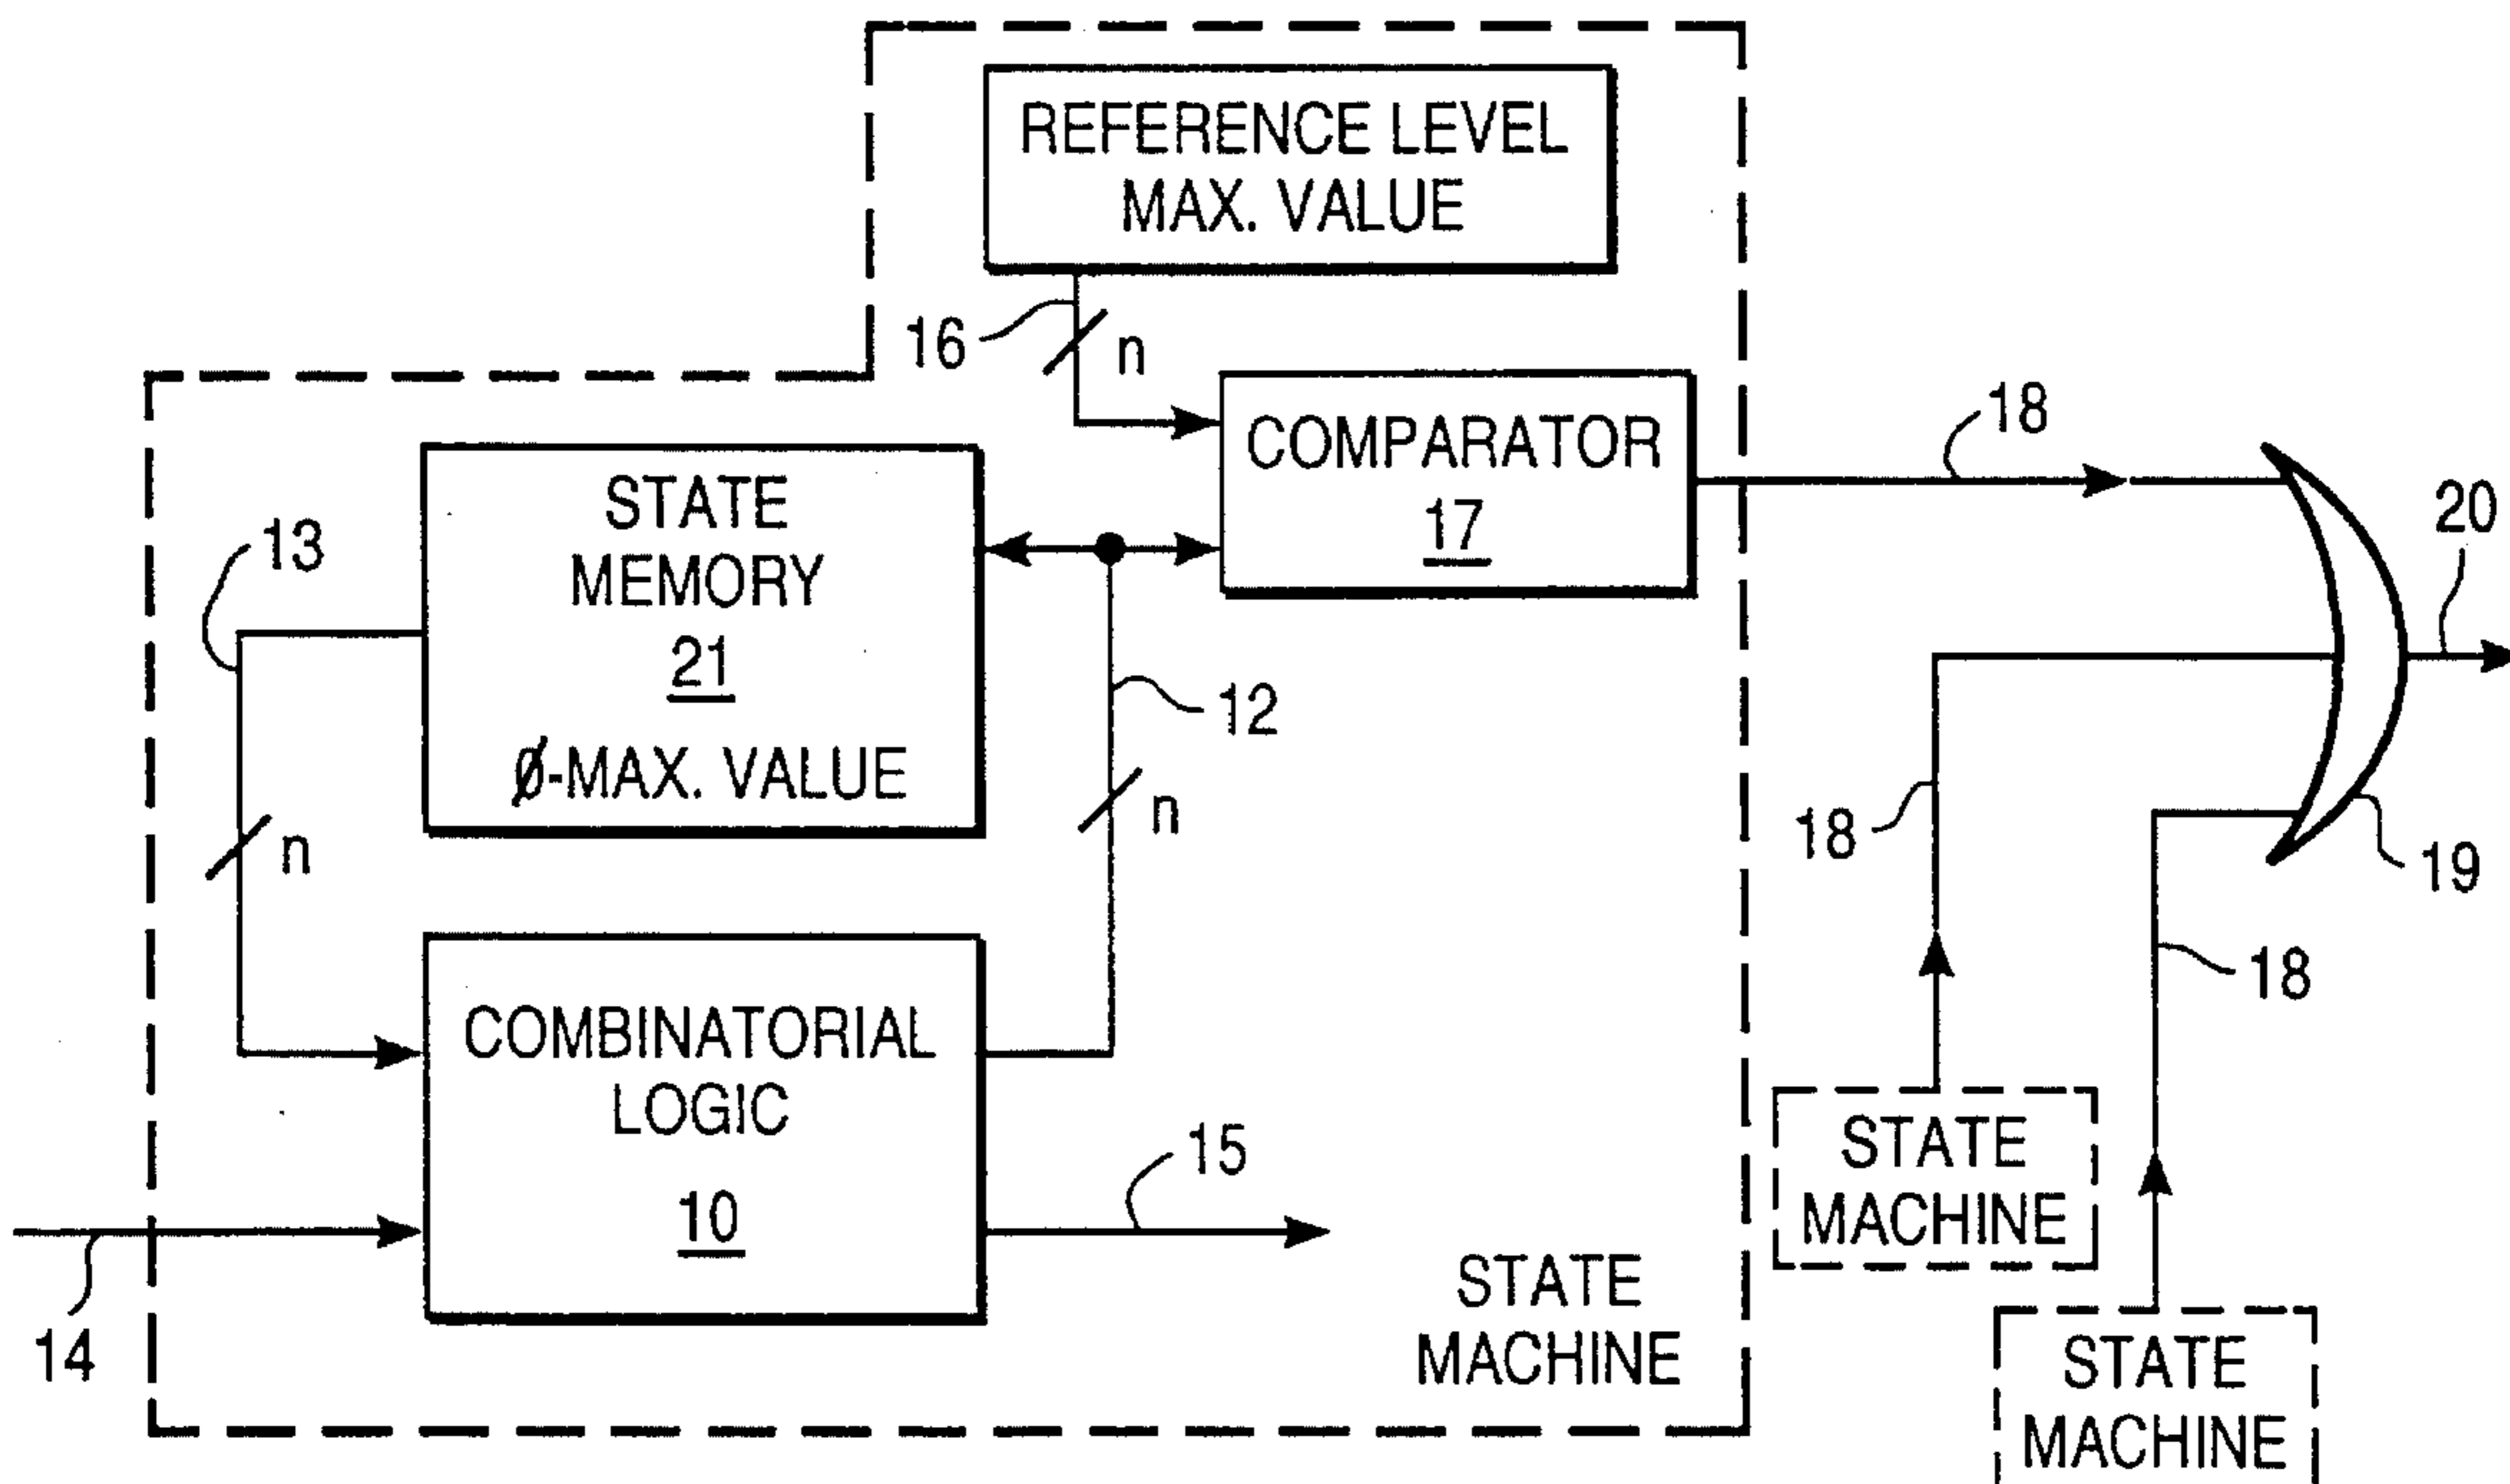 REFERENCE LEVEL
MAX. VALUE
16
n
COMPARATOR
17
18
20
STATE
MEMORY
21
Ø-MAX. VALUE
13
n
12
n
18
19
18
COMBINATORIAL
LOGIC
10
15
14
STATE
MACHINE
STATE
MACHINE
STATE
MACHINE